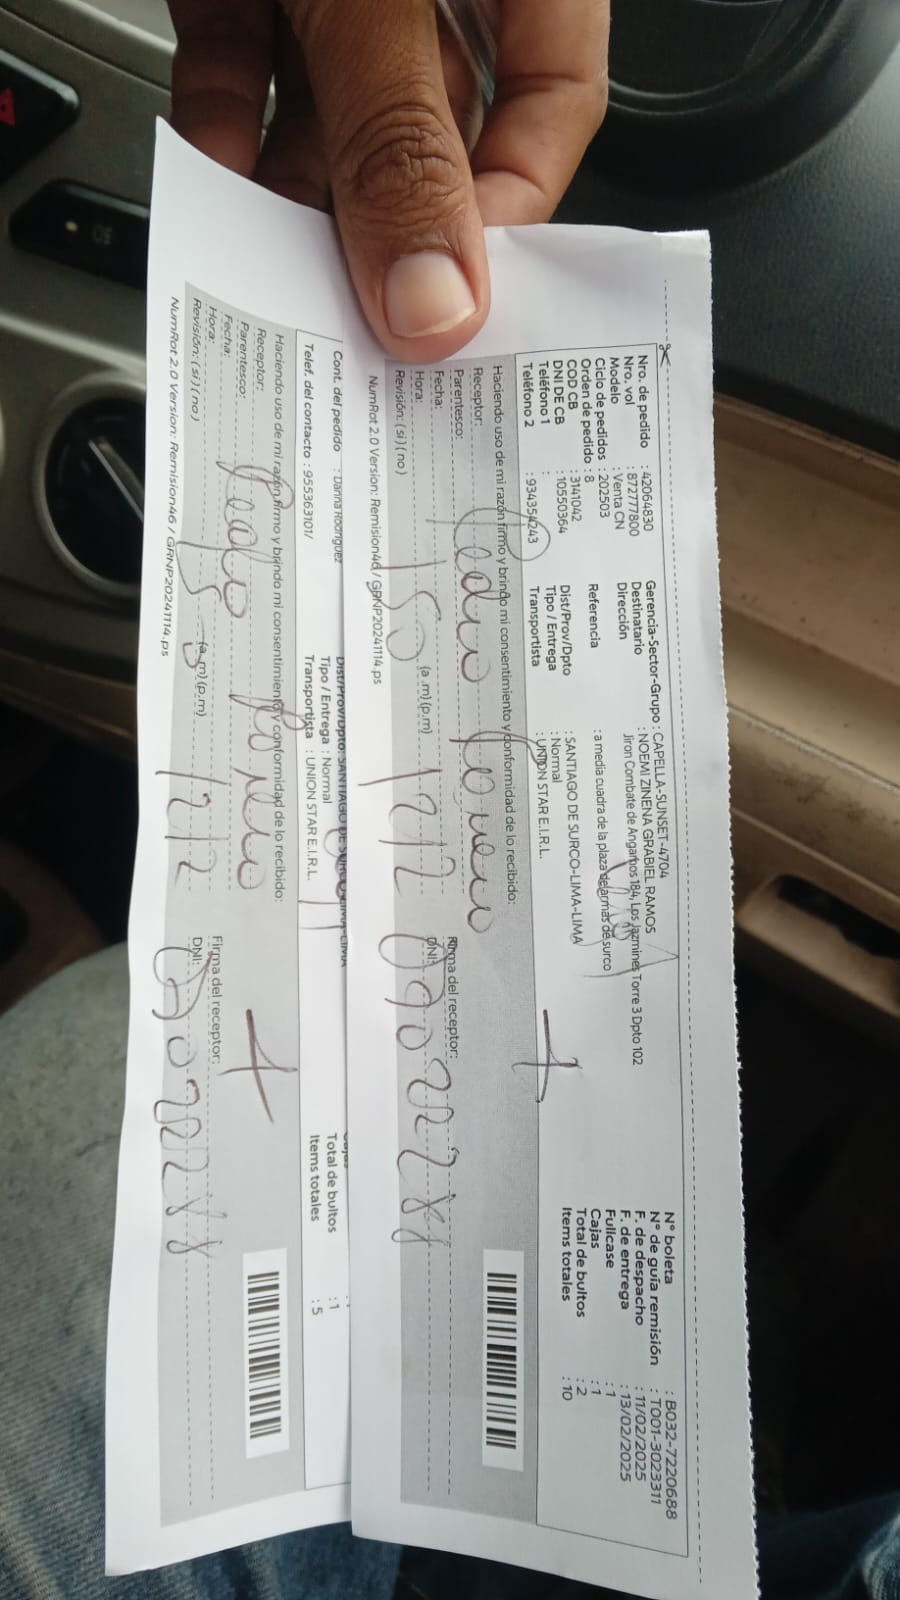 Nro. de pedido : 42064830
Nro. vol : 872777800
Modelo : Venta CN
Ciclo de pedidos : 202503
Orden de pedido : 8
COD CB : 3141042
DNI DE CB : 10550364
Teléfono 1 :
Teléfono 2 : 934354243
Gerencia-Sector-Grupo : CAPELLA-SUNSET-4704
Destinatario : NOEMI ZINENA GRABIEL RAMOS
Dirección Jiron Combate de Angamos 184, Los Jazmines Torre 3 Dpto 102
Referencia : a media cuadra de la plaza de armas de surco
Dist/Prov/Dpto : SANTIAGO DE SURCO-LIMA-LIMA
Tipo / Entrega : Normal
Transportista : UNION STAR E.I.R.L.
N° boleta : B032-7220688
N° de guía remisión : T001-3023311
F. de despacho : 11/02/2025
F. de entrega : 13/02/2025
Fullcase : 1
Cajas : 1
Total de bultos : 2
Items totales : 10
Haciendo uso de mi razón firmo y brindo mi consentimiento y conformidad de lo recibido:
Receptor: Pedro
Parentesco:
Fecha:
Hora: (a.m)(p.m)
Revisión: (si)(no)
Firma del receptor:
DNI:
NumRot 2.0 Version: Remision46 / GRNP20241114.ps
Cont. del pedido : Danna Rodriguez
Telef. del contacto : 955363101/
Dist/Prov/Dpto: SANTIAGO DE SURCO-LIMA-LIMA
Tipo / Entrega : Normal
Transportista : UNION STAR E.I.R.L.
Cajas : 1
Total de bultos : 1
Items totales : 5
Haciendo uso de mi razón firmo y brindo mi consentimiento y conformidad de lo recibido:
Receptor: Pedro
Parentesco:
Fecha:
Hora: (a.m)(p.m)
Revisión: (si)(no)
Firma del receptor:
DNI:
NumRot 2.0 Version: Remision46 / GRNP20241114.ps